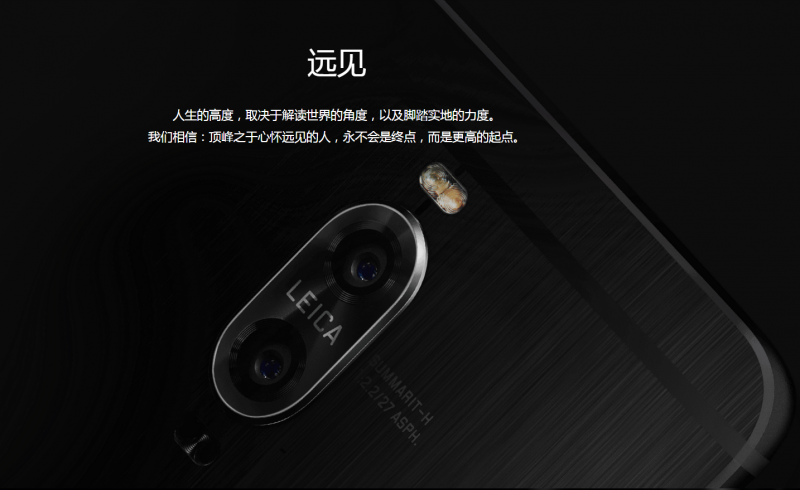 远见
人生的高度，取决于解读世界的角度，以及脚踏实地的力度。
我们相信：顶峰之于心怀远见的人，永不会是终点，而是更高的起点。
LEICA
SUMMARIT-H
2.2/27 ASPH.